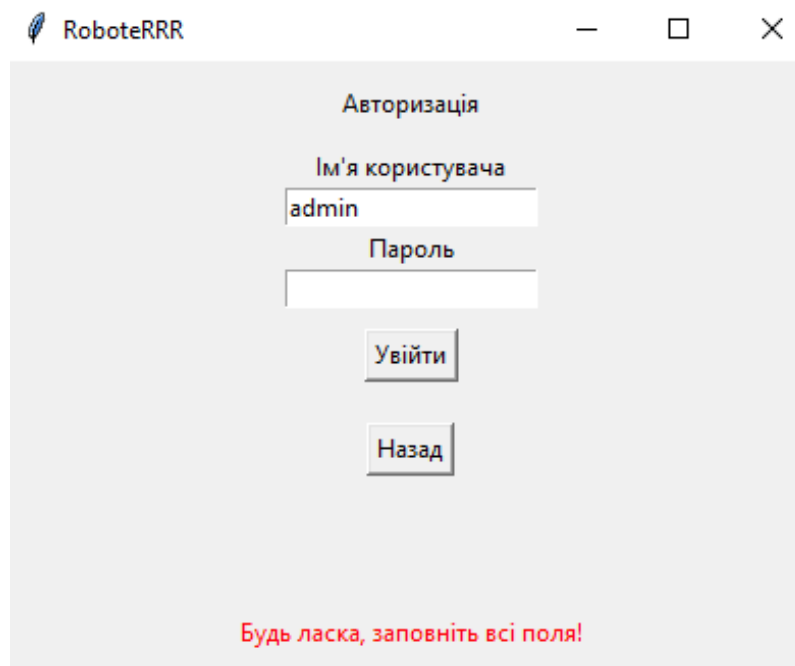 RoboteRRR
Авторизація
Ім'я користувача
admin
Пароль
Увійти
Назад
Будь ласка, заповніть всі поля!